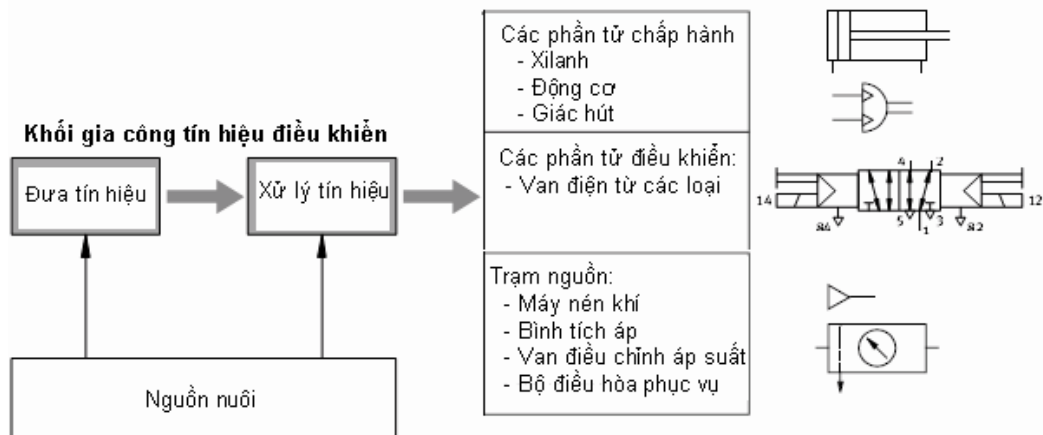 Khối gia công tín hiệu điều khiển
Đưa tín hiệu
Xử lý tín hiệu
Nguồn nuôi
Các phần tử chấp hành
- Xilanh
- Động cơ
- Giác hút
Các phần tử điều khiển:
- Van điện từ các loại
Trạm nguồn:
- Máy nén khí
- Bình tích áp
- Van điều chỉnh áp suất
- Bộ điều hòa phục vụ
4 2
14 12
84 5 1 3 82